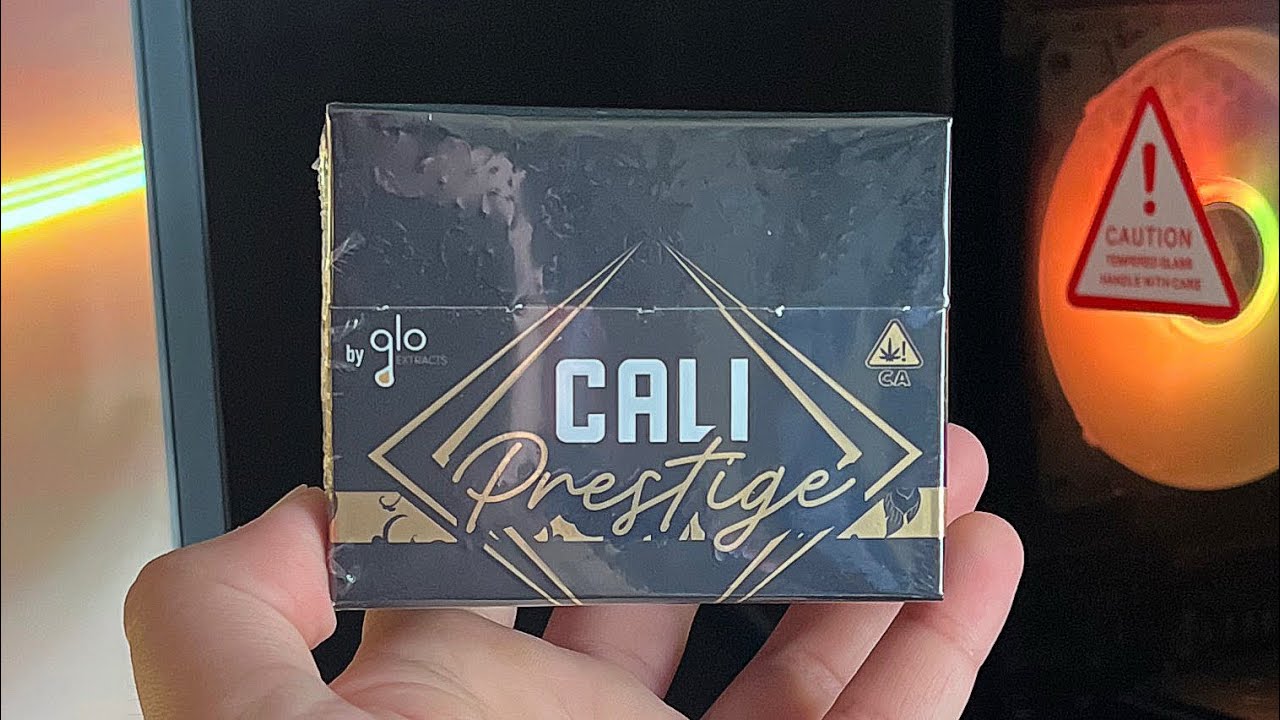 by glo
EXTRACTS
CALI
Prestige
!
CA
!
CAUTION
TEMPERED GLASS
HANDLE WITH CARE